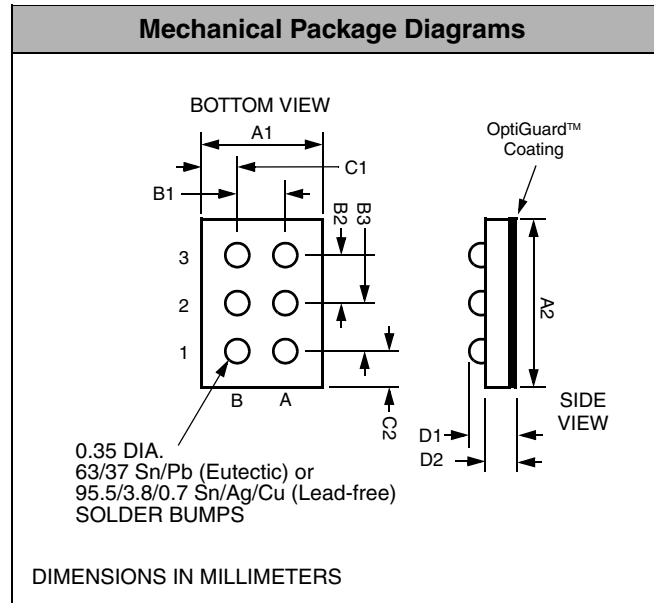 Mechanical Package Diagrams
BOTTOM VIEW
A1
OptiGuard™
Coating
C1
B1
B2
B3
3
2
1
A2
B
A
C2
SIDE
VIEW
D1
D2
0.35 DIA.
63/37 Sn/Pb (Eutectic) or
95.5/3.8/0.7 Sn/Ag/Cu (Lead-free)
SOLDER BUMPS
DIMENSIONS IN MILLIMETERS